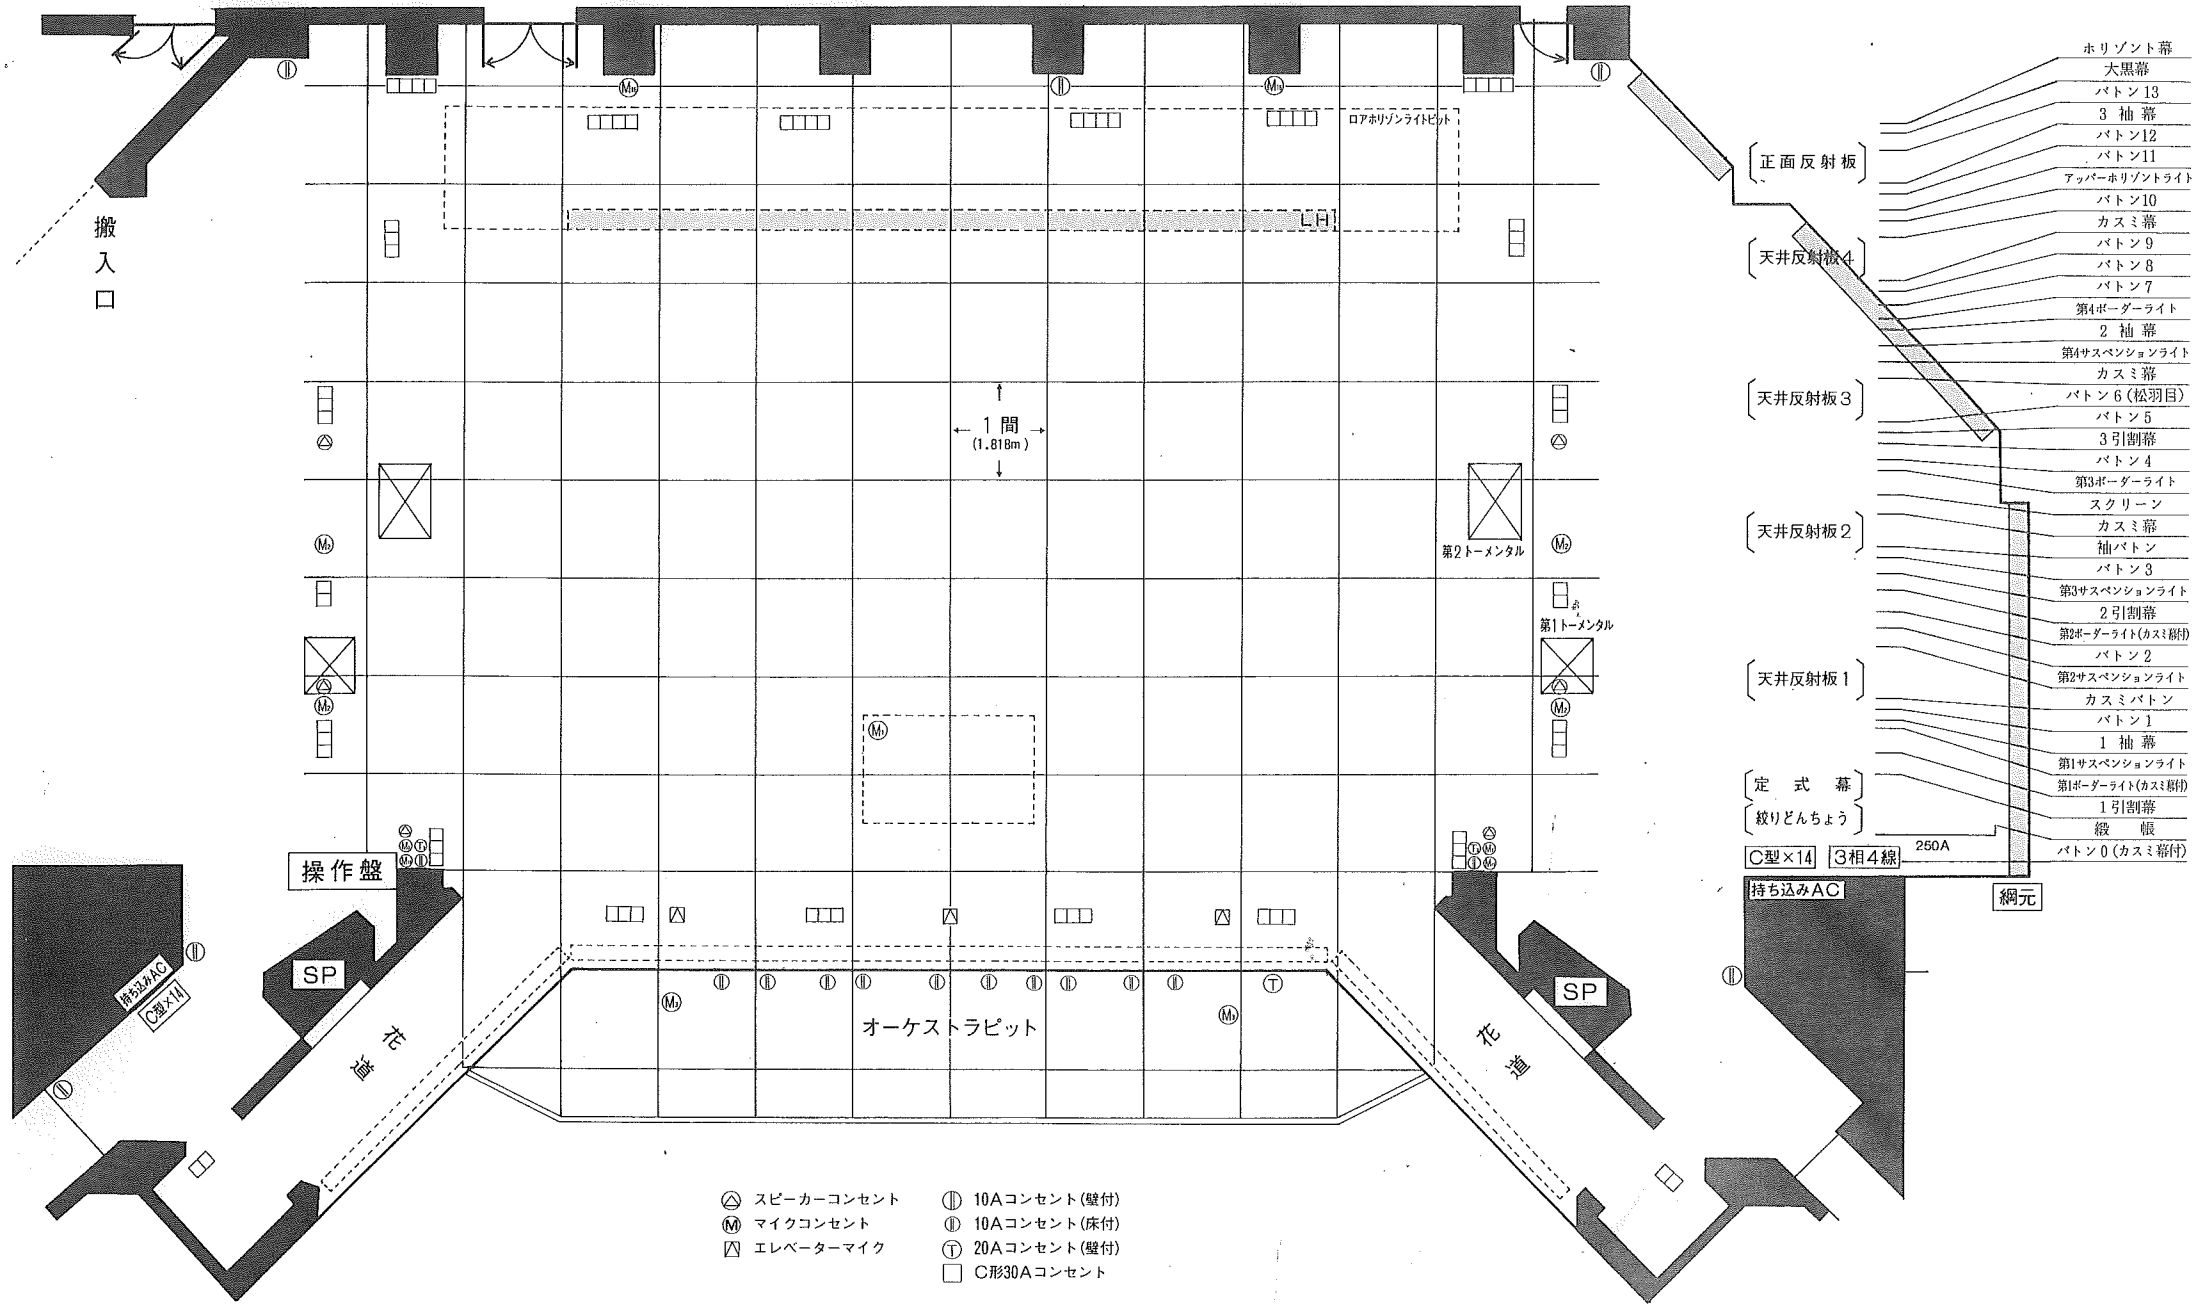 ホリゾント幕
大黒幕
バトン13
3 袖 幕
バトン12
バトン11
アッパーホリゾントライト
バトン10
カスミ幕
バトン9
バトン8
バトン7
第4ボーダーライト
2 袖 幕
第4サスペンションライト
カスミ幕
バトン6(松羽目)
バトン5
3引割幕
バトン4
第3ボーダーライト
スクリーン
カスミ幕
袖バトン
バトン3
第3サスペンションライト
2引割幕
第2ボーダーライト(カスミ幕付)
バトン2
第2サスペンションライト
カスミバトン
バトン1
1 袖 幕
第1サスペンションライト
第1ボーダーライト(カスミ幕付)
1引割幕
緞 帳
バトン0(カスミ幕付)
正面反射板
天井反射板4
天井反射板3
天井反射板2
天井反射板1
定 式 幕
絞りどんちょう
250A
C型×14
3相4線
持ち込みAC
綱元
ロアホリゾンライトピット
LH
搬入口
1間
(1.818m)
第2トーメンタル
第1トーメンタル
M₂
M₂
M₂
M₂
M₁
操作盤
SP
SP
持ち込みAC
C型×14
花道
花道
オーケストラピット
T
スピーカーコンセント
M マイクコンセント
エレベーターマイク
10Aコンセント(壁付)
10Aコンセント(床付)
T 20Aコンセント(壁付)
C形30Aコンセント